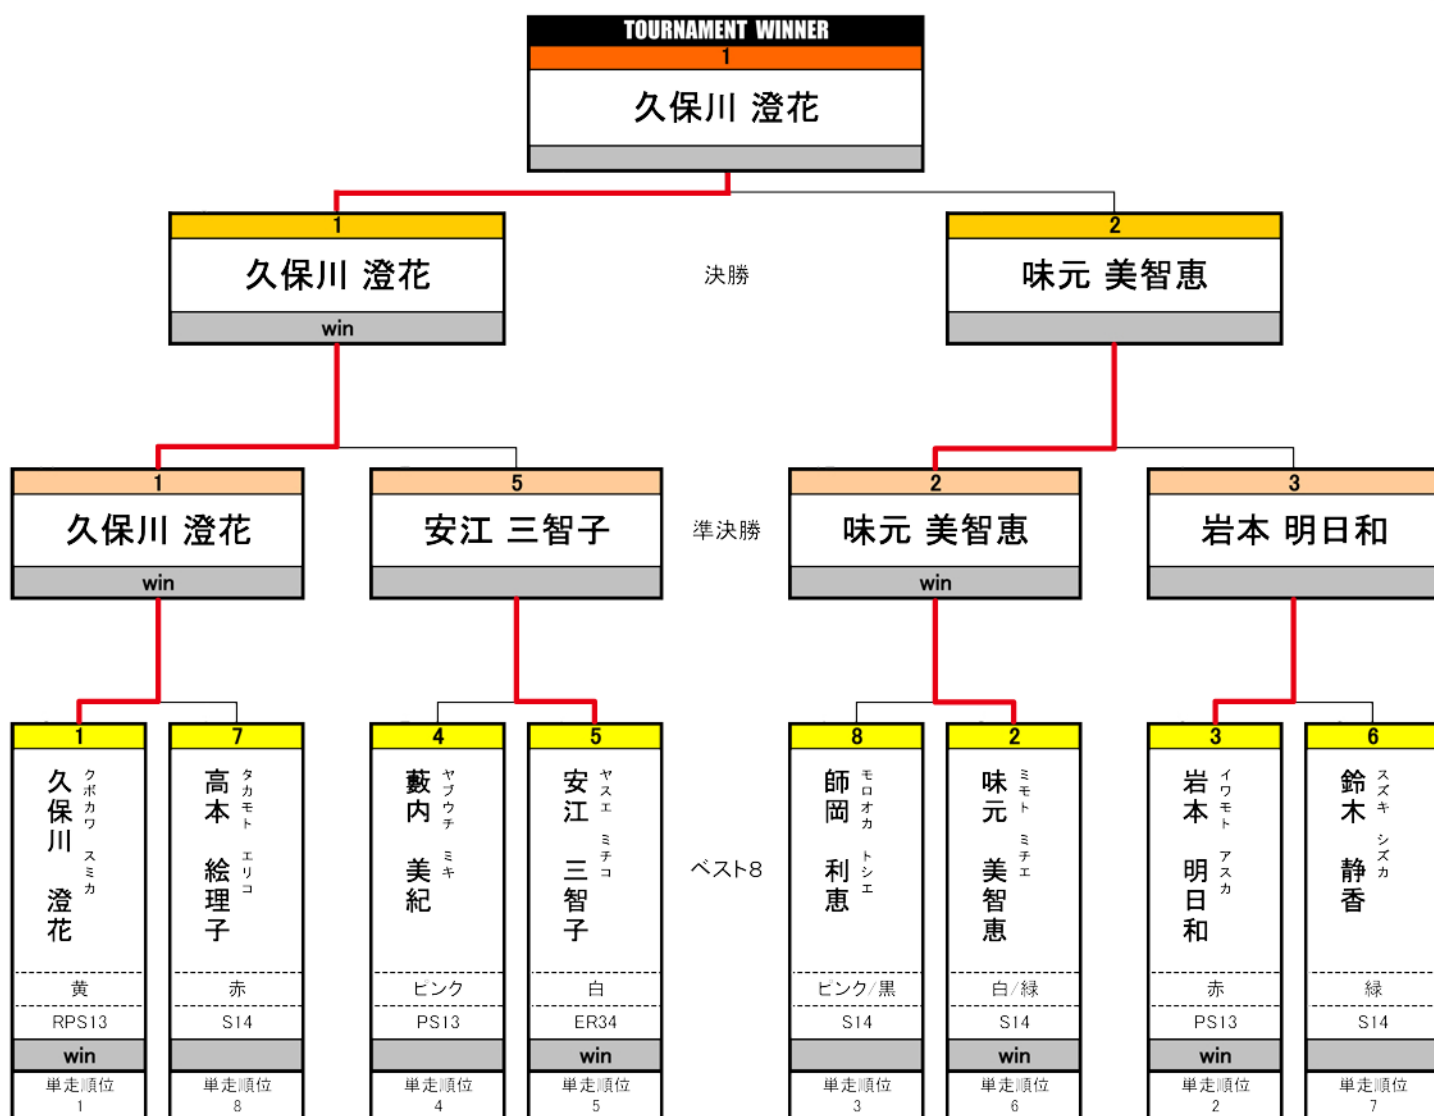 TOURNAMENT WINNER
1
久保川 澄花
1
久保川 澄花
win
決勝
2
味元 美智恵
1
久保川 澄花
win
5
安江 三智子
準決勝
2
味元 美智恵
win
3
岩本 明日和
1
久保川 澄花
クボカワ スミカ
黄
RPS13
win
単走順位
1
7
高本 絵理子
タカモト エリコ
赤
S14
単走順位
8
4
藪内 美紀
ヤブウチ ミキ
ピンク
PS13
単走順位
4
5
安江 三智子
ヤスエ ミチコ
白
ER34
win
単走順位
5
ベスト8
8
師岡 利恵
モロオカ トシエ
ピンク/黒
S14
単走順位
3
2
味元 美智恵
ミモト ミチエ
白/緑
S14
win
単走順位
6
3
岩本 明日和
イワモト アスカ
赤
PS13
win
単走順位
2
6
鈴木 静香
スズキ シズカ
緑
S14
単走順位
7